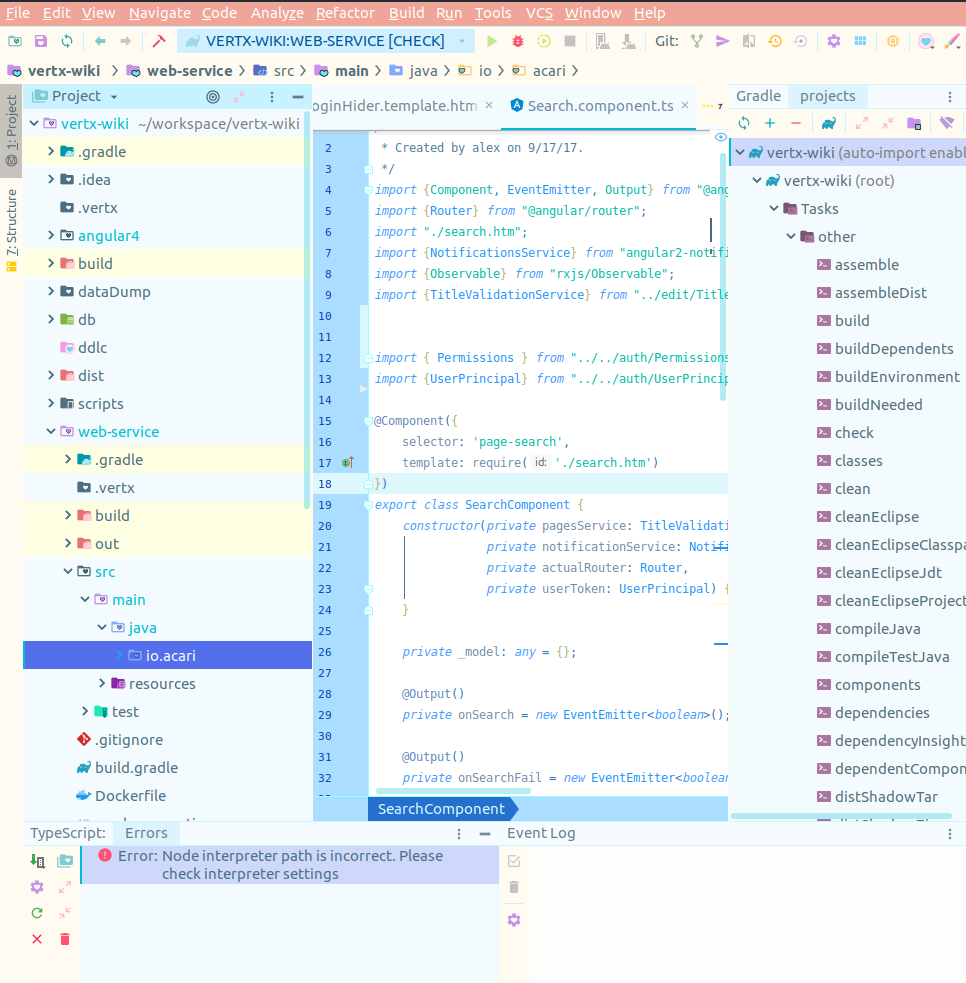 File Edit View Navigate Code Analyze Refactor Build Run Tools VCS Window Help
VERTX-WIKI:WEB-SERVICE [CHECK] Git:
vertx-wiki web-service src main java io acari
1: Project
7: Structure
Project
vertx-wiki ~/workspace/vertx-wiki
.gradle
.idea
.vertx
angular4
build
dataDump
db
ddlc
dist
scripts
web-service
.gradle
.vertx
build
out
src
main
java
io.acari
resources
test
.gitignore
build.gradle
Dockerfile
oginHider.template.htm × Search.component.ts × 7
2 * Created by alex on 9/17/17.
3 */
4 import {Component, EventEmitter, Output} from "@an
5 import {Router} from "@angular/router";
6 import "./search.htm";
7 import {NotificationsService} from "angular2-notifi
8 import {Observable} from "rxjs/Observable";
9 import {TitleValidationService} from "../edit/Title
10
11
12 import { Permissions } from "../../auth/Permissions
13 import {UserPrincipal} from "../../auth/UserPrincip
14
15 @Component({
16 selector: 'page-search',
17 template: require( id: './search.htm')
18 })
19 export class SearchComponent {
20 constructor(private pagesService: TitleValidati
21 private notificationService: Notifi
22 private actualRouter: Router,
23 private userToken: UserPrincipal) {
24 }
25
26 private _model: any = {};
27
28 @Output()
29 private onSearch = new EventEmitter<boolean>();
30
31 @Output()
32 private onSearchFail = new EventEmitter<boolean
SearchComponent
Gradle projects
vertx-wiki (auto-import enabl
vertx-wiki (root)
Tasks
other
assemble
assembleDist
build
buildDependents
buildEnvironment
buildNeeded
check
classes
clean
cleanEclipse
cleanEclipseClasspa
cleanEclipseJdt
cleanEclipseProject
compileJava
compileTestJava
components
dependencies
dependencyInsight
dependentCompon
distShadowTar
TypeScript: Errors
Error: Node interpreter path is incorrect. Please
check interpreter settings
Event Log